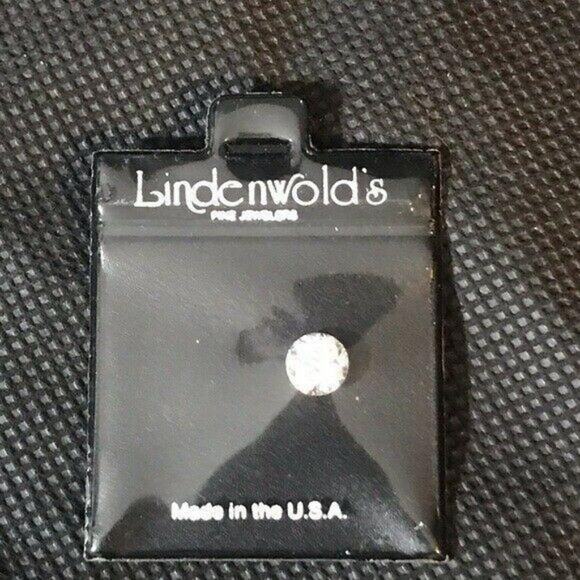 Lindenwold's
FINE JEWELERS
Made in the U.S.A.